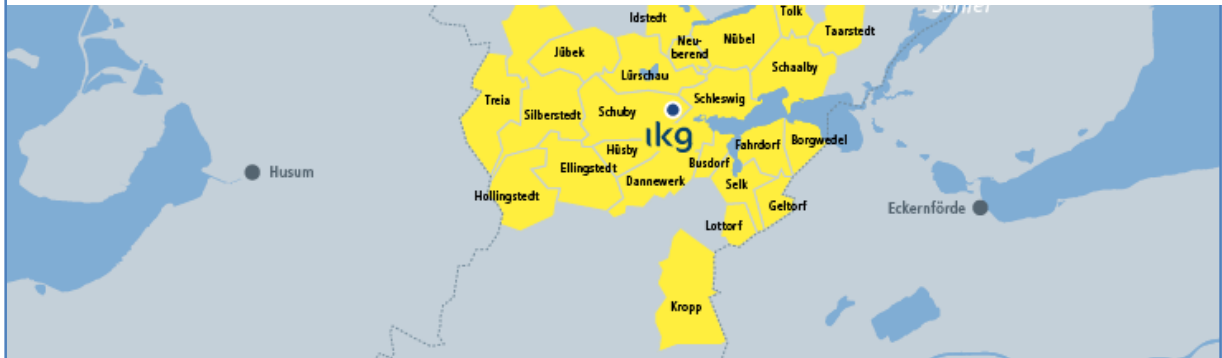 Schlei
Tolk
Idstedt
Taarstedt
Neu-
berend
Nübel
Jübek
Schaalby
Lürschau
Treia
Schleswig
Silberstedt
Schuby
ikg
Borgwedel
Fahrdorf
Hüsby
Busdorf
Ellingstedt
Husum
Dannewerk
Selk
Hollingstedt
Geltorf
Eckernförde
Lottorf
Kropp